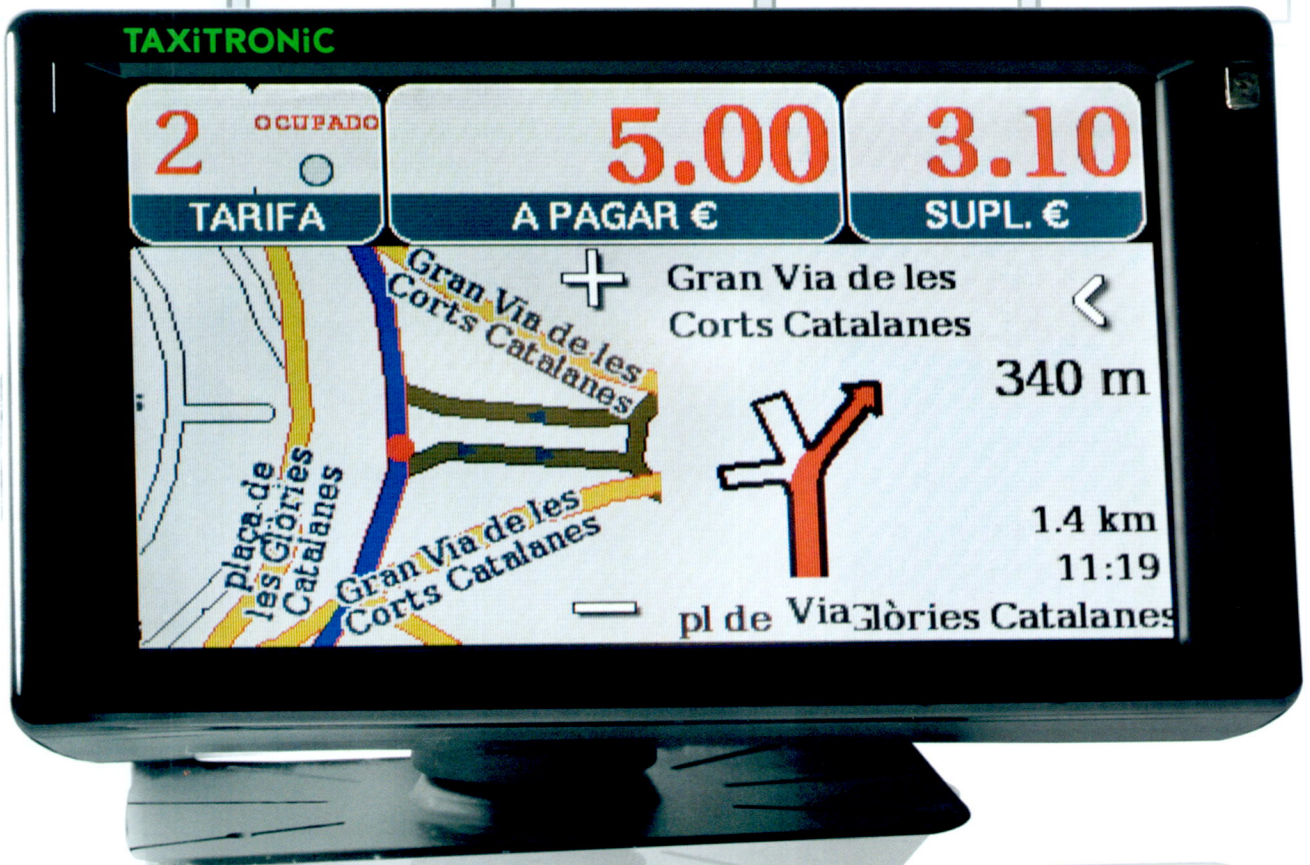 TAXiTRONiC
2 OCUPADO
TARIFA
5.00
A PAGAR €
3.10
SUPL. €
Gran Via de les
Corts Catalanes
plaça de
les Glòries
Catalanes
Gran Via de les
Corts Catalanes
+
Gran Via de les
Corts Catalanes
<
340 m
1.4 km
11:19
−
pl de Via Glòries Catalanes